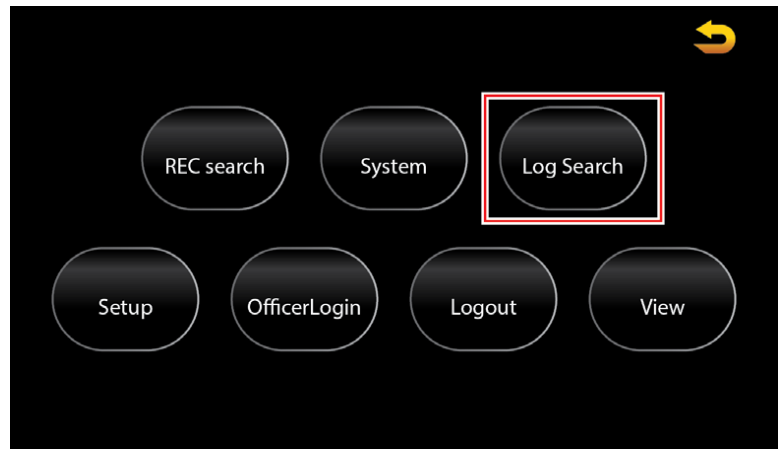 REC search
System
Log Search
Setup
OfficerLogin
Logout
View